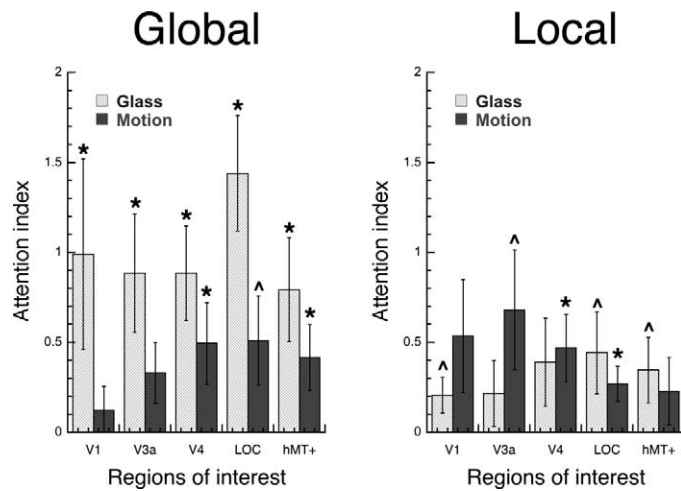 Global
2
Glass
Motion
1.5
1
0.5
0
Attention index
* * * * ^ * * *
V1 V3a V4 LOC hMT+
Regions of interest
Local
2
Glass
Motion
1.5
1
0.5
0
Attention index
^ ^ * ^ * ^
V1 V3a V4 LOC hMT+
Regions of interest